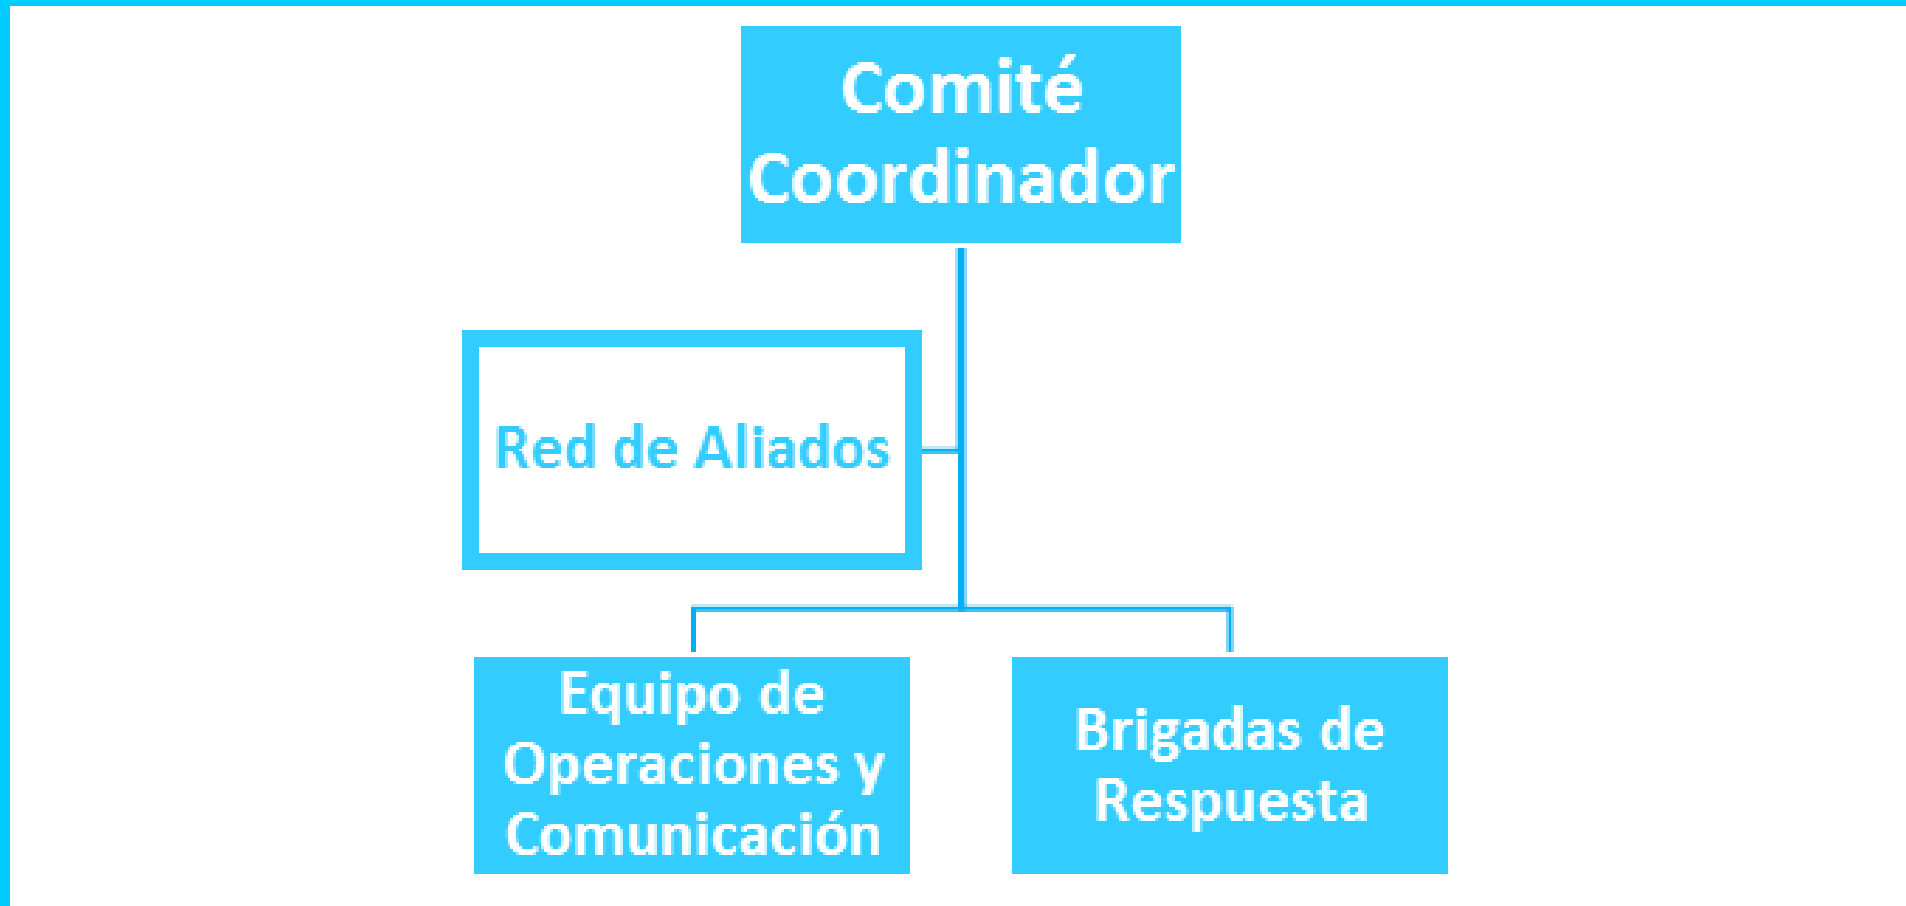 Comité
Coordinador
Red de Aliados
Equipo de
Operaciones y
Comunicación
Brigadas de
Respuesta